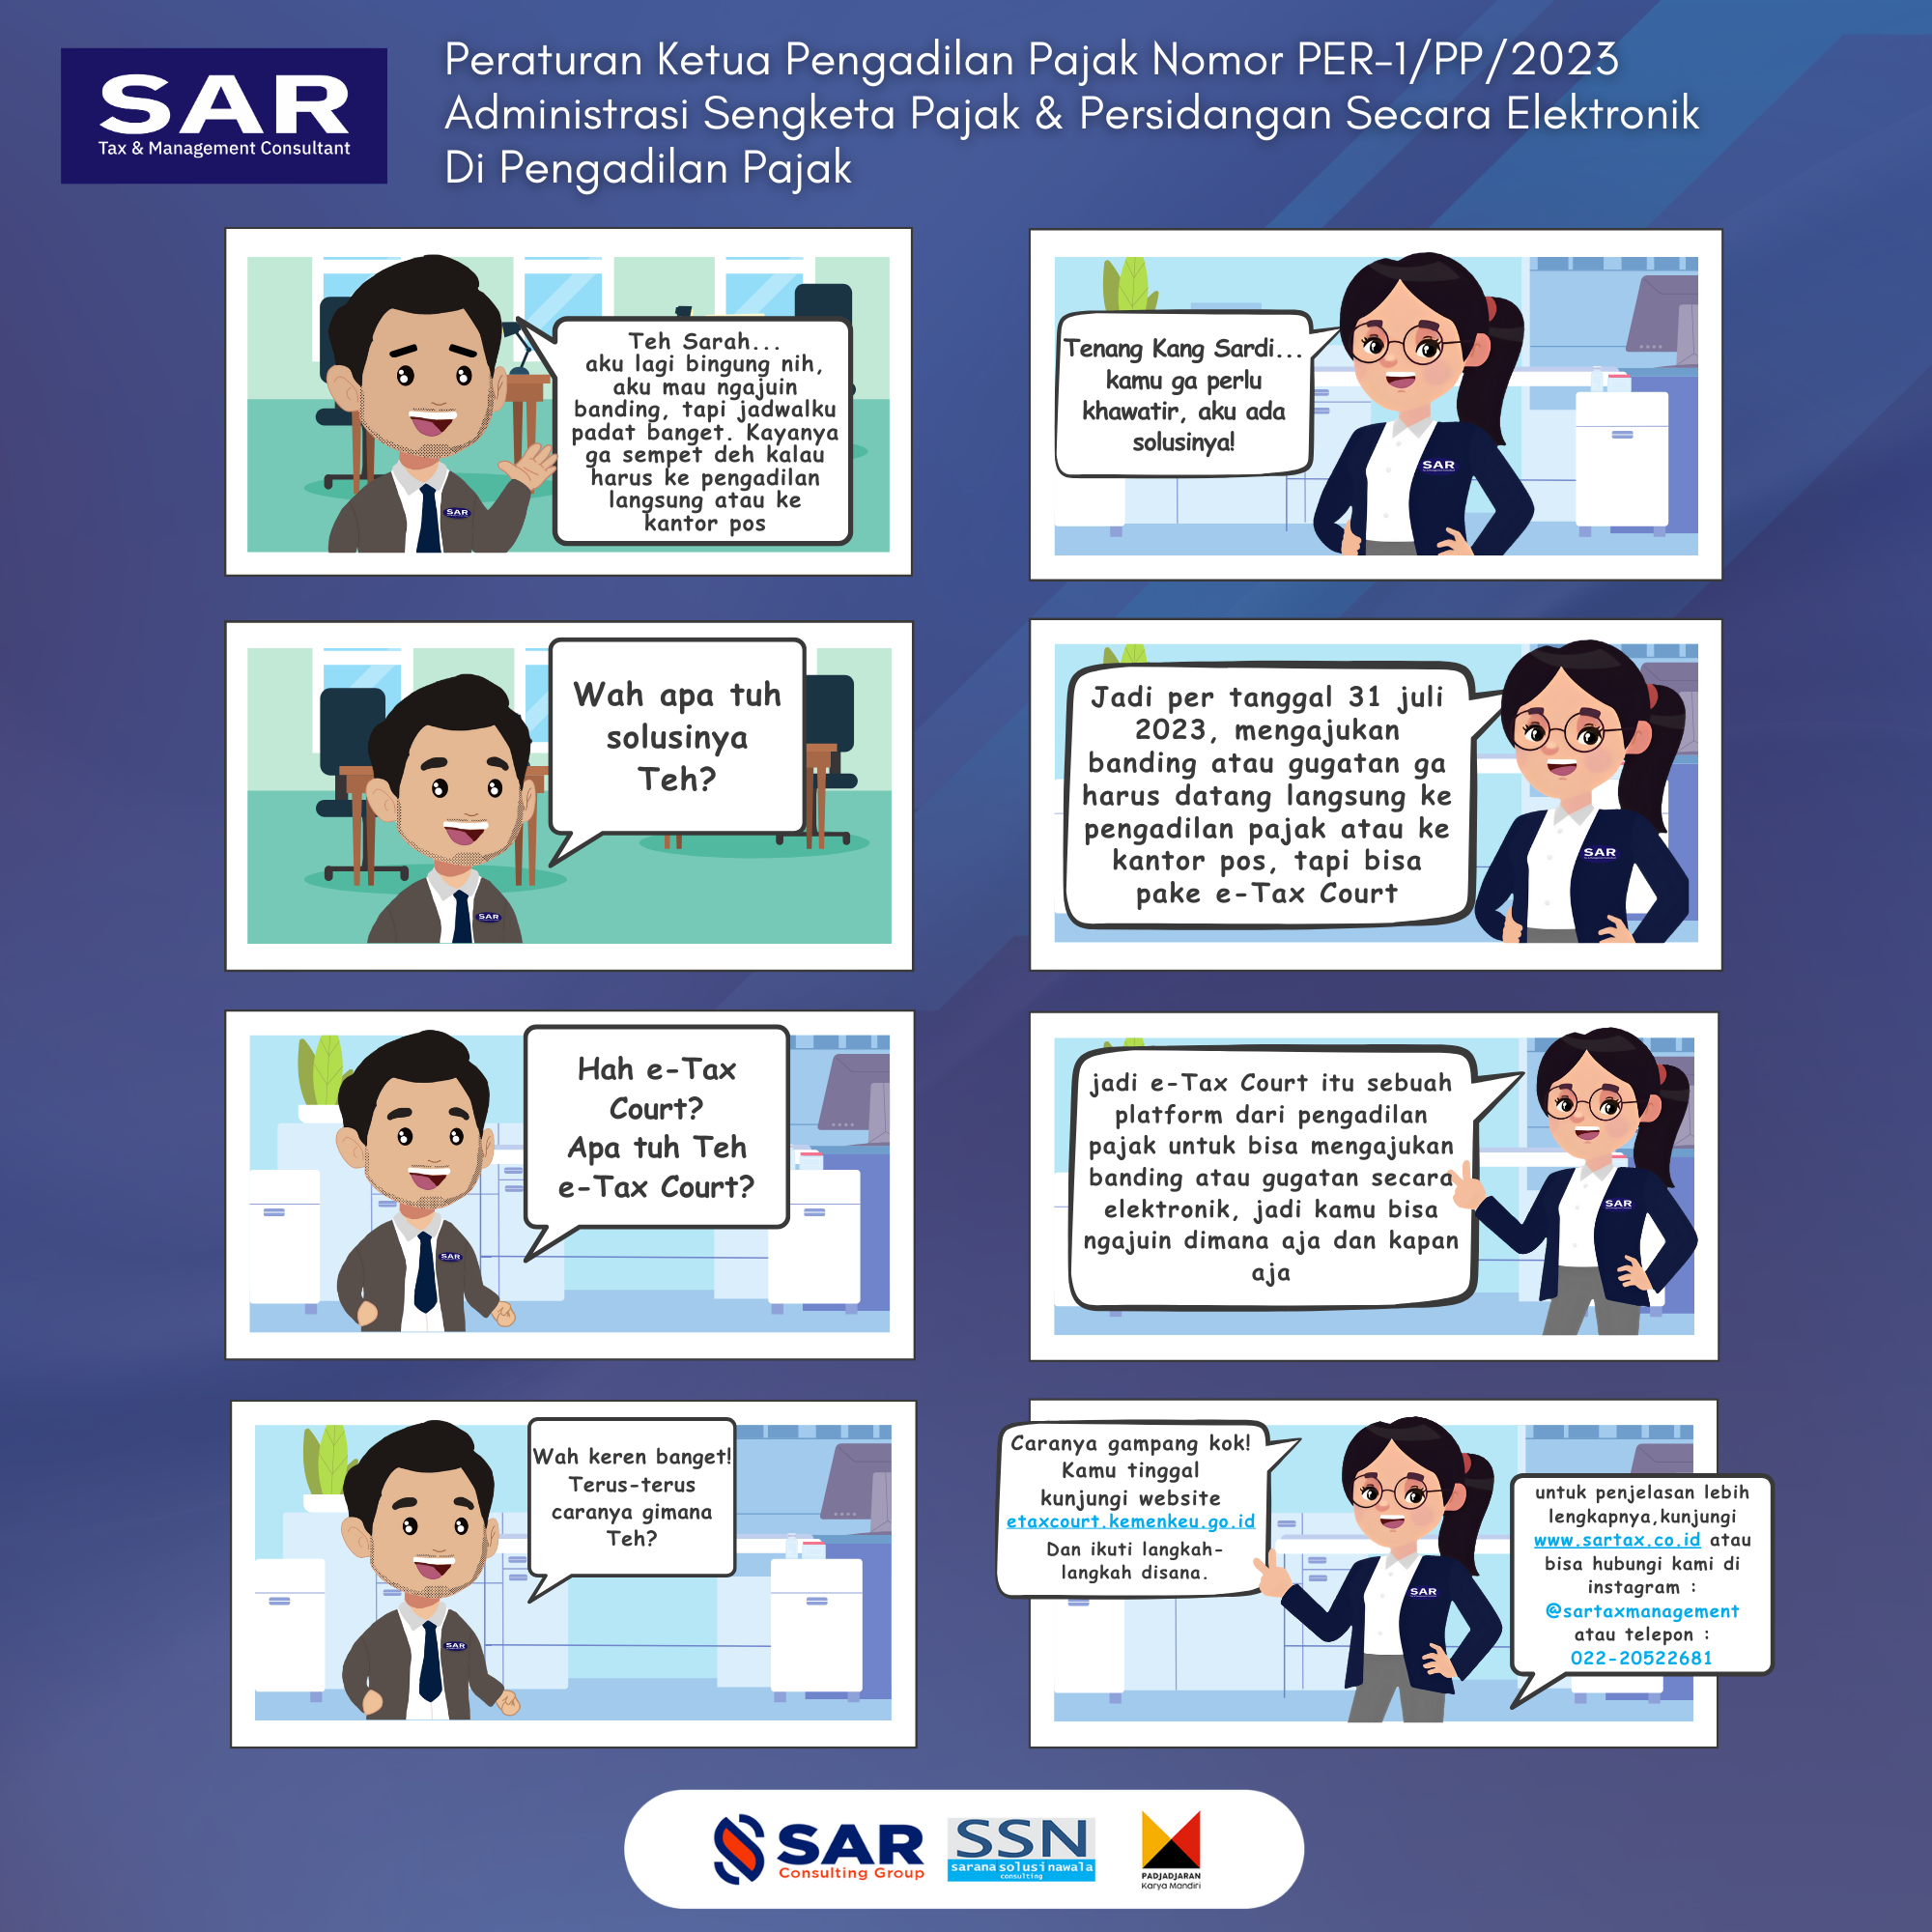 SAR
Tax & Management Consultant
Peraturan Ketua Pengadilan Pajak Nomor PER-1/PP/2023
Administrasi Sengketa Pajak & Persidangan Secara Elektronik
Di Pengadilan Pajak
Teh Sarah...
aku lagi bingung nih,
aku mau ngajuin
banding, tapi jadwalku
padat banget. Kayanya
ga sempet deh kalau
harus ke pengadilan
langsung atau ke
kantor pos
SAR
Tenang Kang Sardi...
kamu ga perlu
khawatir, aku ada
solusinya!
SAR
Wah apa tuh
solusinya
Teh?
SAR
Jadi per tanggal 31 juli
2023, mengajukan
banding atau gugatan ga
harus datang langsung ke
pengadilan pajak atau ke
kantor pos, tapi bisa
pake e-Tax Court
SAR
Hah e-Tax
Court?
Apa tuh Teh
e-Tax Court?
SAR
jadi e-Tax Court itu sebuah
platform dari pengadilan
pajak untuk bisa mengajukan
banding atau gugatan secara
elektronik, jadi kamu bisa
ngajuin dimana aja dan kapan
aja
SAR
Wah keren banget!
Terus-terus
caranya gimana
Teh?
SAR
Caranya gampang kok!
Kamu tinggal
kunjungi website
etaxcourt.kemenkeu.go.id
Dan ikuti langkah-
langkah disana.
SAR
untuk penjelasan lebih
lengkapnya,kunjungi
www.sartax.co.id atau
bisa hubungi kami di
instagram :
@sartaxmanagement
atau telepon :
022-20522681
SAR
Consulting Group
SSN
sarana solusi nawala
consulting
PADJADJARAN
Karya Mandiri